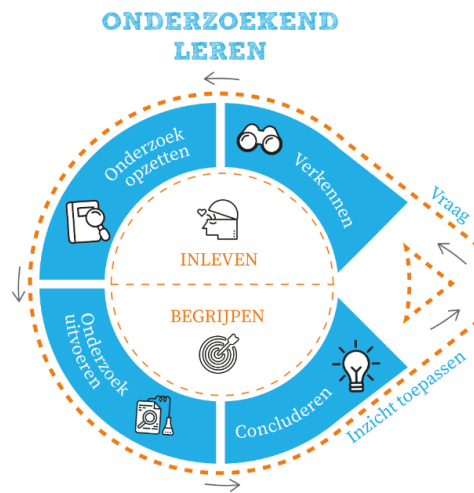 ONDERZOEKEND
LEREN
Vraag
Verkennen
Onderzoek
opzetten
INLEVEN
BEGRIJPEN
Onderzoek
uitvoeren
Concluderen
Inzicht toepassen